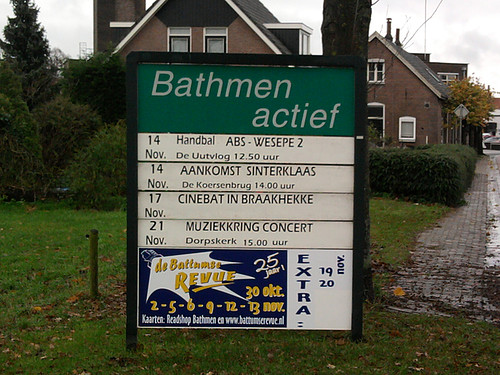 Bathmen
actief
14 Handbal ABS - WESEPE 2
Nov. De Uutvlog 12.50 uur
14 AANKOMST SINTERKLAAS
Nov. De Koersenbrug 14.00 uur
17 CINEBAT IN BRAAKHEKKE
Nov.
21 MUZIEKKRING CONCERT
Nov. Dorpskerk 15.00 uur
de Battumse
REVUE
25
jaar!
30 okt.
2-5-6-9-12-13 nov.
Kaarten: Readshop Bathmen en www.battumserevue.nl
EXTRA:
19
20
nov.